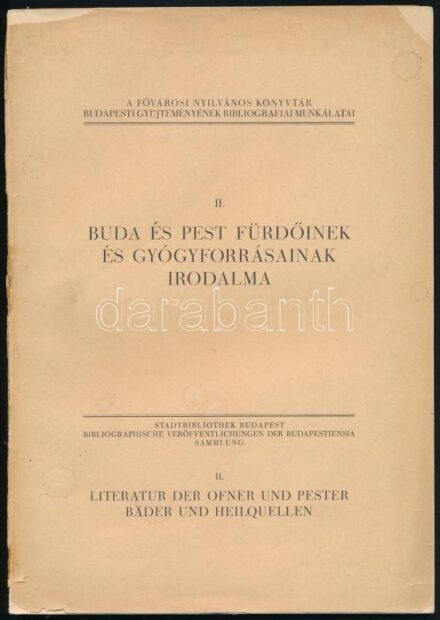 A FŐVÁROSI NYILVÁNOS KÖNYVTÁR
BUDAPESTI GYŰJTEMÉNYÉNEK BIBLIOGRAFIAI MUNKÁLATAI
II.
BUDA ÉS PEST FÜRDŐINEK
ÉS GYÓGYFORRÁSAINAK
IRODALMA
darabanth
STADTBIBLIOTHEK BUDAPEST
BIBLIOGRAPHISCHE VERÖFFENTLICHUNGEN DER BUDAPESTIENSIA
SAMMLUNG
II.
LITERATUR DER OFNER UND PESTER
BÄDER UND HEILQUELLEN